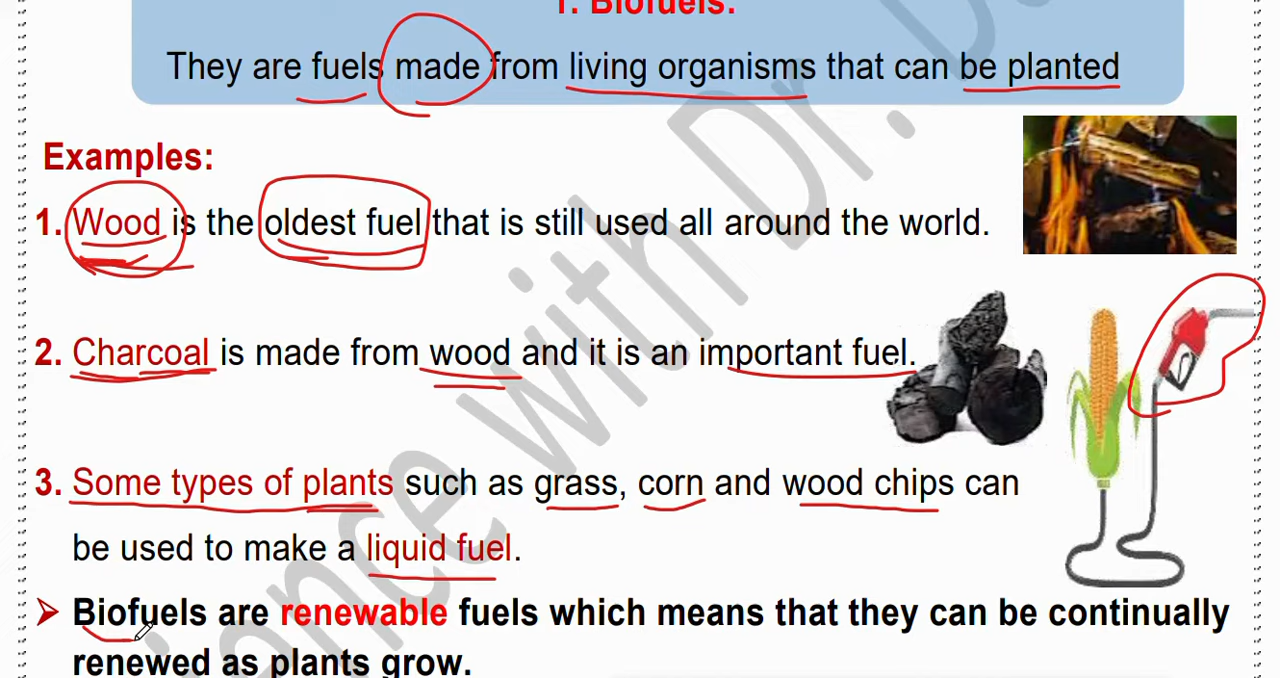 1. Biofuels:
They are fuels made from living organisms that can be planted
Examples:
1. Wood is the oldest fuel that is still used all around the world.
2. Charcoal is made from wood and it is an important fuel.
3. Some types of plants such as grass, corn and wood chips can
be used to make a liquid fuel.
➢ Biofuels are renewable fuels which means that they can be continually
renewed as plants grow.
ience with Dr. D